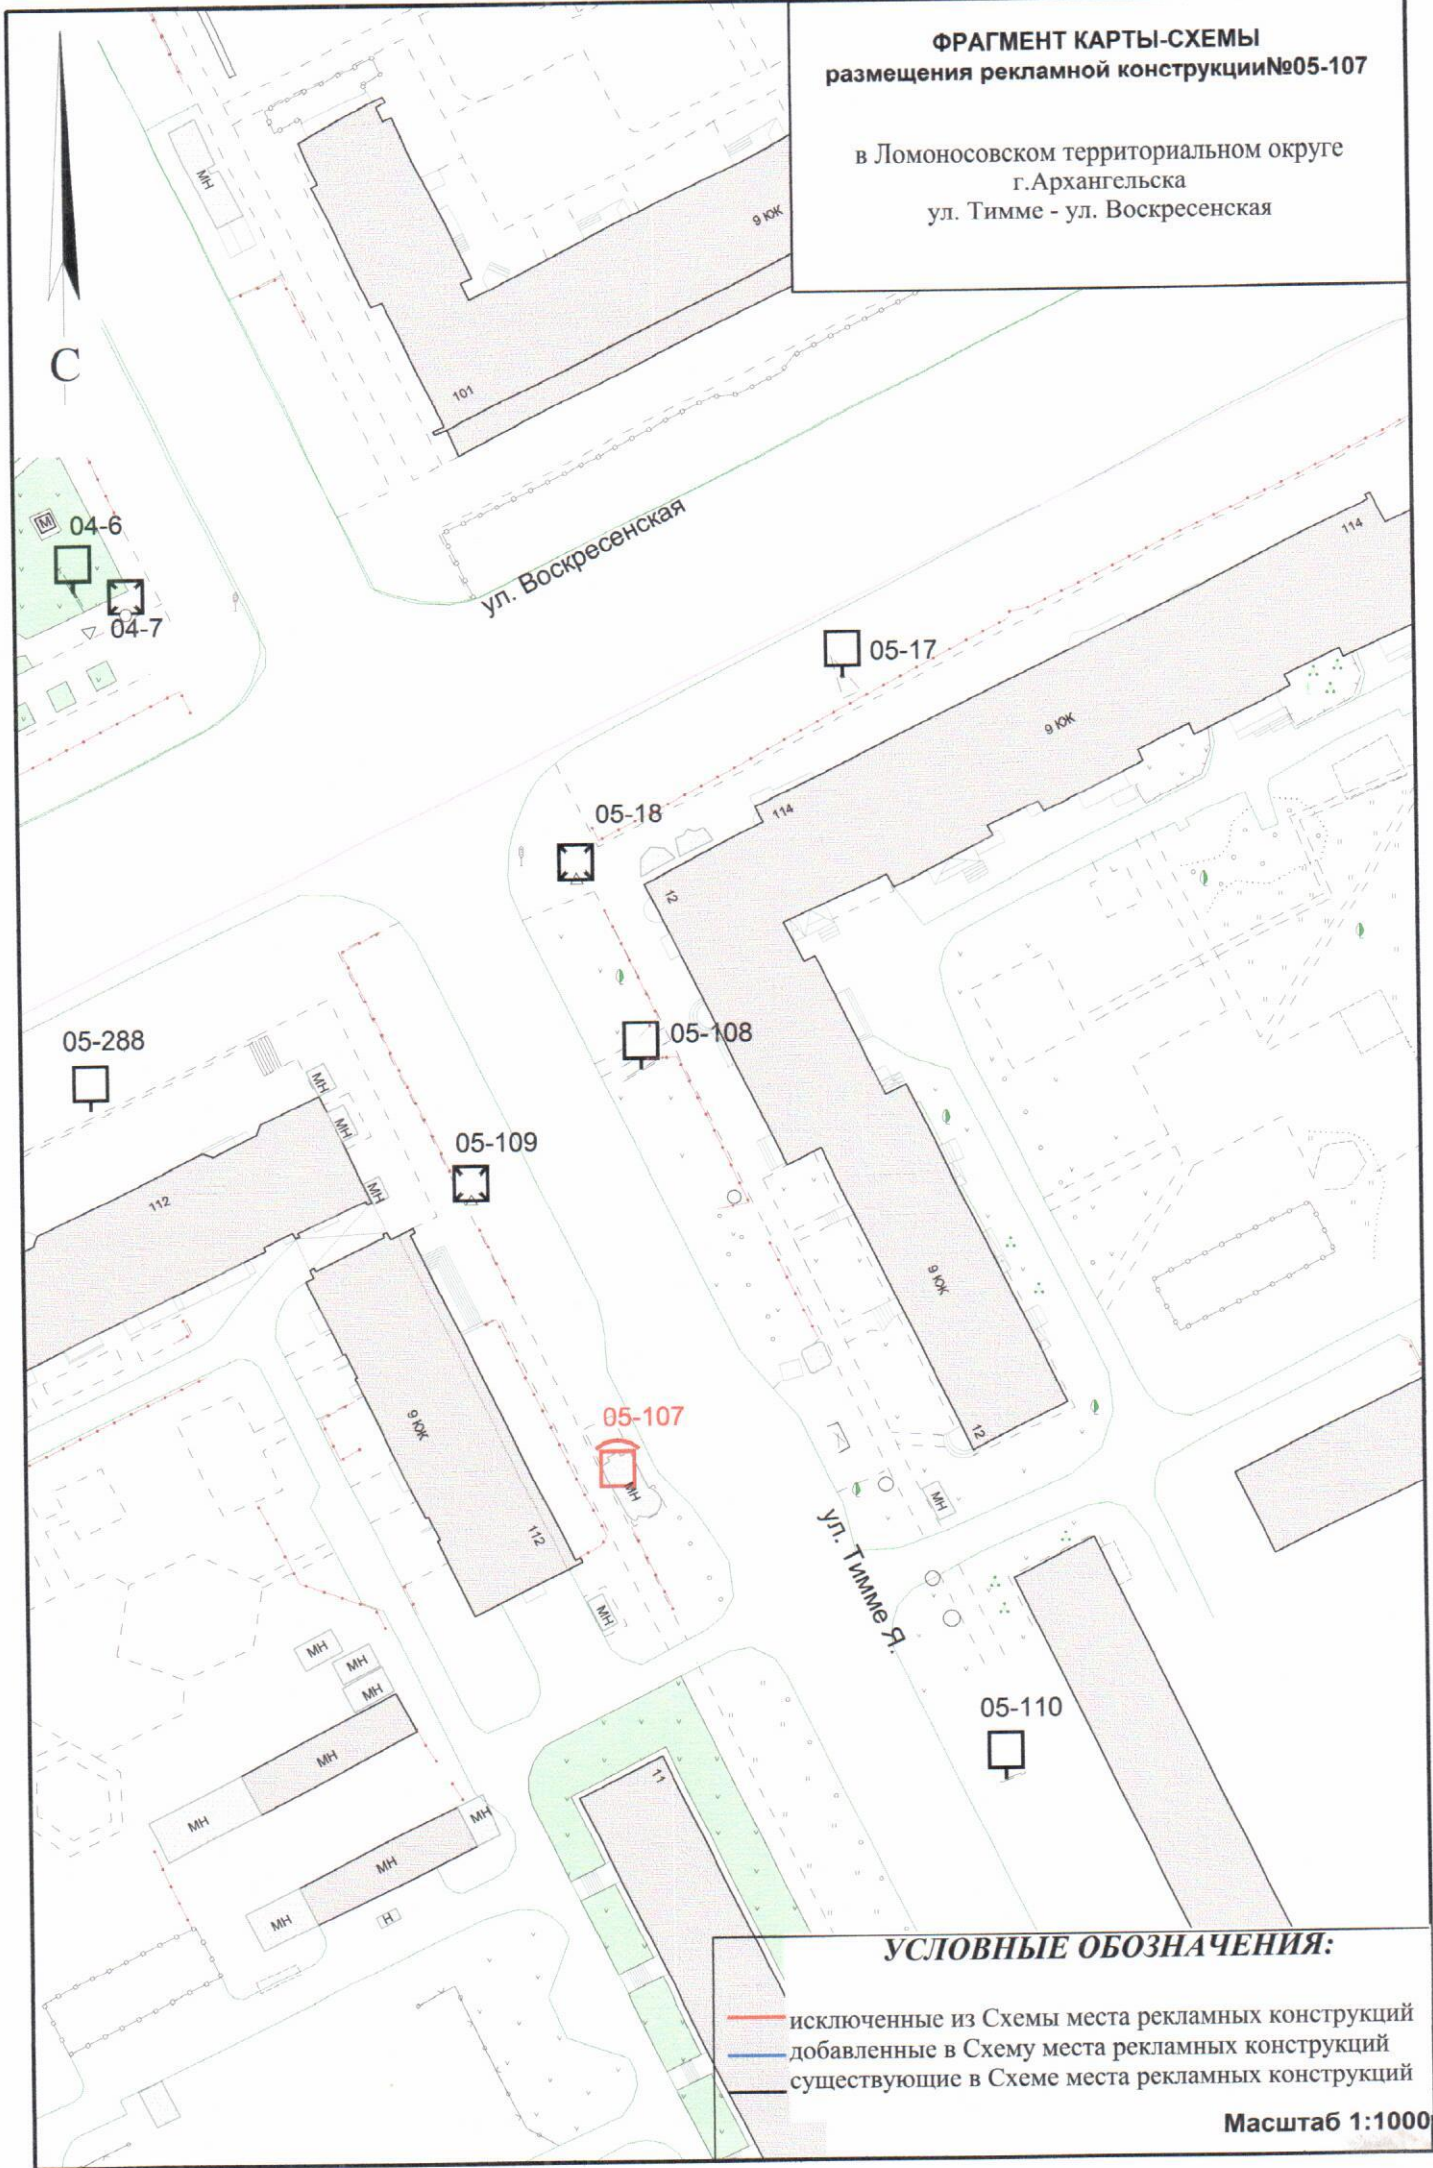 ФРАГМЕНТ КАРТЫ-СХЕМЫ
размещения рекламной конструкции№05-107
в Ломоносовском территориальном округе
г.Архангельска
ул. Тимме - ул. Воскресенская
МН
9 КЖ
С
101
ул. Воскресенская
114
М
04-6
04-7
05-17
9 КЖ
05-18
114
12
05-288
05-108
МН
МН
05-109
МН
112
9 КЖ
9 КЖ
05-107
12
МН
МН
112
ул. Тимме Я.
МН
МН
МН
МН
05-110
МН
11
МН
МН
МН
МН
Н
УСЛОВНЫЕ ОБОЗНАЧЕНИЯ:
исключенные из Схемы места рекламных конструкций
добавленные в Схему места рекламных конструкций
существующие в Схеме места рекламных конструкций
Масштаб 1:1000